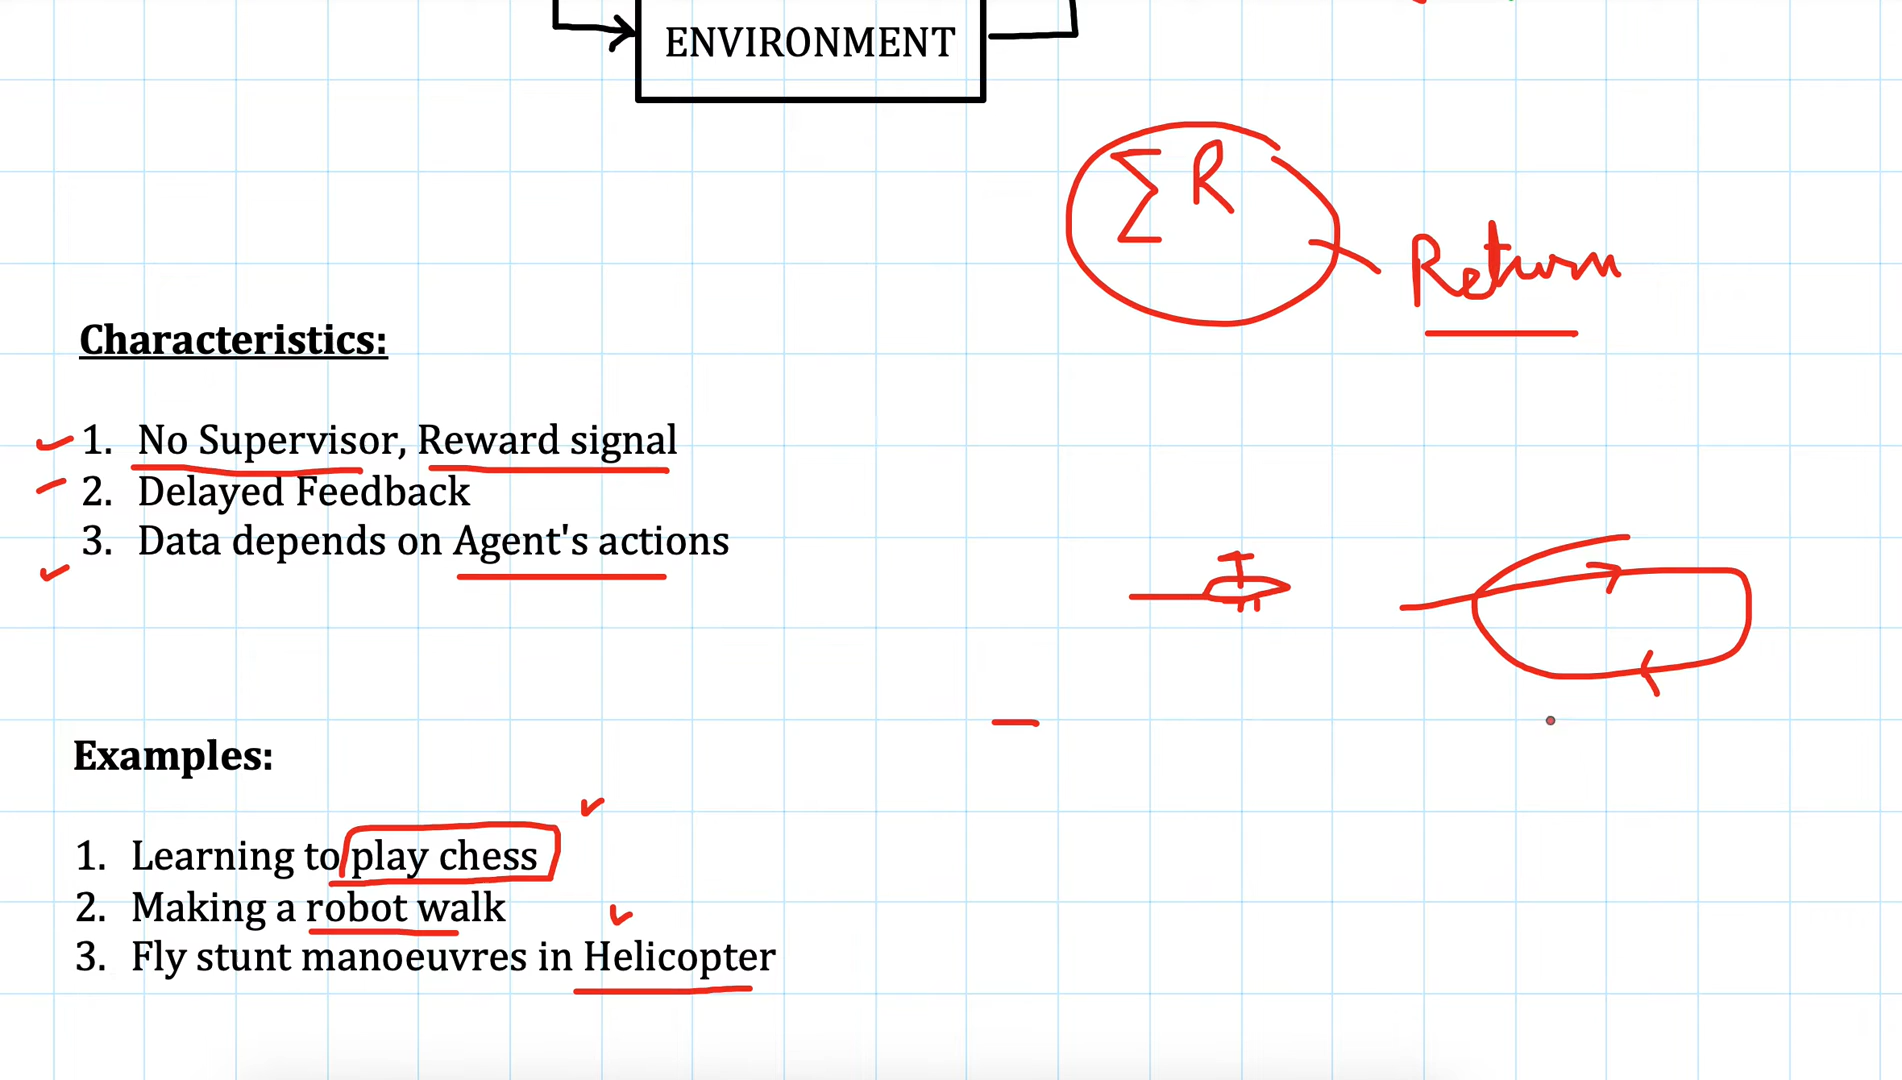 ENVIRONMENT
∑ R
Return
Characteristics:
1. No Supervisor, Reward signal
2. Delayed Feedback
3. Data depends on Agent's actions
Examples:
1. Learning to play chess
2. Making a robot walk
3. Fly stunt manoeuvres in Helicopter